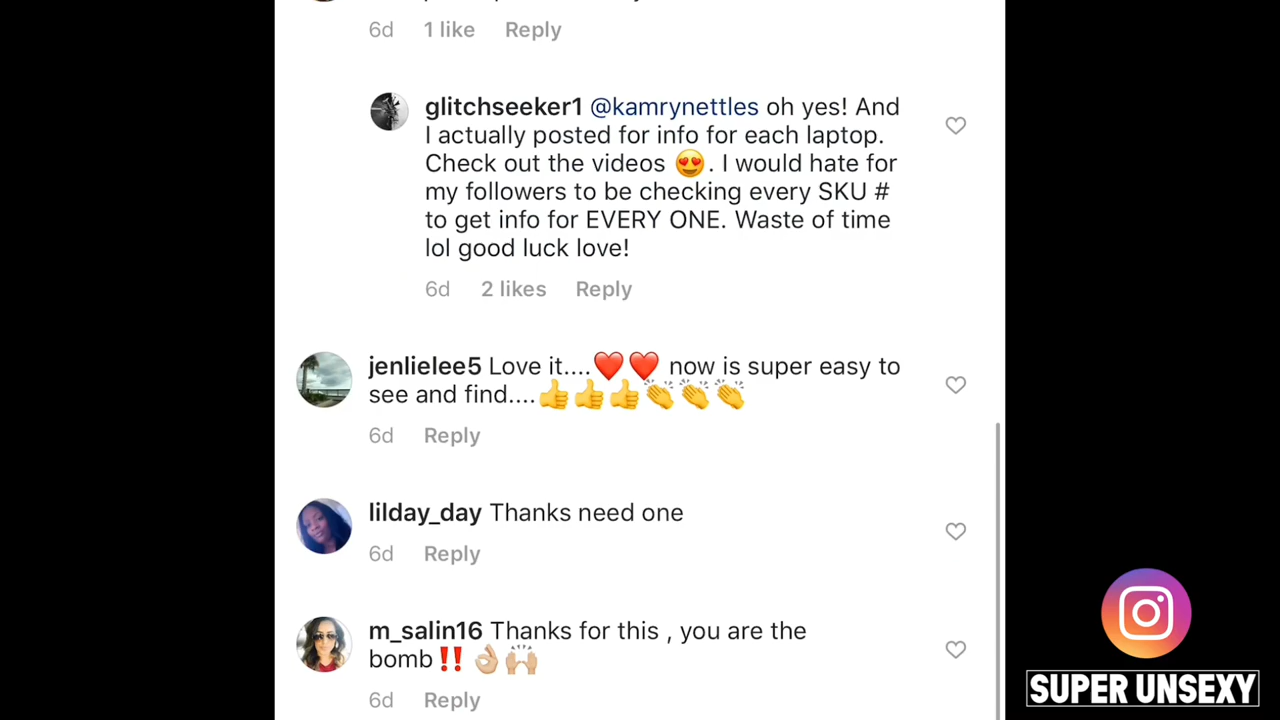 6d 1 like Reply
glitchseeker1 @kamrynettles oh yes! And
I actually posted for info for each laptop.
Check out the videos 😍. I would hate for
my followers to be checking every SKU #
to get info for EVERY ONE. Waste of time
lol good luck love!
6d 2 likes Reply
jenlielee5 Love it....❤️❤️ now is super easy to
see and find....👍👍👍👏👏👏
6d Reply
lilday_day Thanks need one
6d Reply
m_salin16 Thanks for this , you are the
bomb‼️👌🏼🙌🏼
6d Reply
SUPER UNSEXY